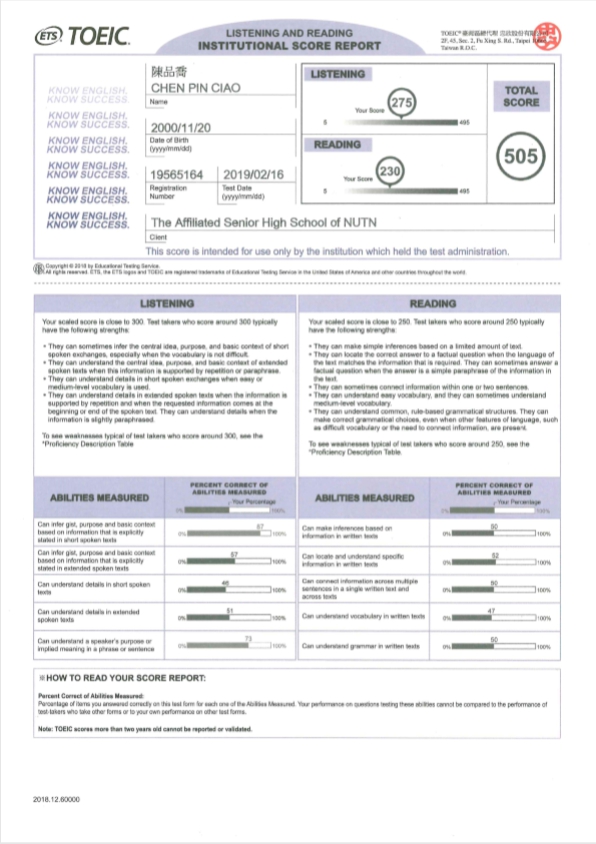 ETS TOEIC.
LISTENING AND READING
INSTITUTIONAL SCORE REPORT
2F, 45, Sec. 2, Fu Xing S. Rd., Taipei
Taiwan R.O.C.
KNOW ENGLISH.
KNOW SUCCESS.
KNOW ENGLISH.
KNOW SUCCESS.
KNOW ENGLISH.
KNOW SUCCESS.
KNOW ENGLISH.
KNOW SUCCESS.
KNOW ENGLISH.
KNOW SUCCESS.
KNOW ENGLISH.
KNOW SUCCESS.
陳品喬
CHEN PIN CIAO
Name
2000/11/20
Date of Birth
(yyyy/mm/dd)
19565164 2019/02/16
Registration Test Date
Number (yyyy/mm/dd)
The Affiliated Senior High School of NUTN
Client
LISTENING
Your Score 275
5 495
READING
Your Score 230
5 495
TOTAL
SCORE
505
This score is intended for use only by the institution which held the test administration.
Copyright © 2018 by Educational Testing Service.
All rights reserved. ETS, the ETS logos and TOEIC are registered trademarks of Educational Testing Service in the United States of America and other countries throughout the world.
LISTENING
Your scaled score is close to 300. Test takers who score around 300 typically
have the following strengths:
• They can sometimes infer the central idea, purpose, and basic context of short
spoken exchanges, especially when the vocabulary is not difficult.
• They can understand the central idea, purpose, and basic context of extended
spoken texts when this information is supported by repetition or paraphrase.
• They can understand details in short spoken exchanges when easy or
medium-level vocabulary is used.
• They can understand details in extended spoken texts when the information is
supported by repetition and when the requested information comes at the
beginning or end of the spoken text. They can understand details when the
information is slightly paraphrased.
To see weaknesses typical of test takers who score around 300, see the
"Proficiency Description Table
READING
Your scaled score is close to 250. Test takers who score around 250 typically
have the following strengths:
• They can make simple inferences based on a limited amount of text.
• They can locate the correct answer to a factual question when the language of
the text matches the information that is required. They can sometimes answer a
factual question when the answer is a simple paraphrase of the information in
the text.
• They can sometimes connect information within one or two sentences.
• They can understand easy vocabulary, and they can sometimes understand
medium-level vocabulary.
• They can understand common, rule-based grammatical structures. They can
make correct grammatical choices, even when other features of language, such
as difficult vocabulary or the need to connect information, are present.
To see weaknesses typical of test takers who score around 250, see the
"Proficiency Description Table.
ABILITIES MEASURED
PERCENT CORRECT OF
ABILITIES MEASURED
Your Percentage
0% 100%
Can infer gist, purpose and basic context
based on information that is explicitly
stated in short spoken texts
0% 87 100%
Can infer gist, purpose and basic context
based on information that is explicitly
stated in extended spoken texts
0% 57 100%
Can understand details in short spoken
texts
0% 46 100%
Can understand details in extended
spoken texts
0% 51 100%
Can understand a speaker's purpose or
implied meaning in a phrase or sentence
0% 73 100%
ABILITIES MEASURED
PERCENT CORRECT OF
ABILITIES MEASURED
Your Percentage
0% 100%
Can make inferences based on
information in written texts
0% 50 100%
Can locate and understand specific
information in written texts
0% 52 100%
Can connect information across multiple
sentences in a single written text and
across texts
0% 50 100%
Can understand vocabulary in written texts
0% 47 100%
Can understand grammar in written texts
0% 50 100%
※HOW TO READ YOUR SCORE REPORT:
Percent Correct of Abilities Measured:
Percentage of items you answered correctly on this test form for each one of the Abilities Measured. Your performance on questions testing these abilities cannot be compared to the performance of
test-takers who take other forms or to your own performance on other test forms.
Note: TOEIC scores more than two years old cannot be reported or validated.
2018.12.60000